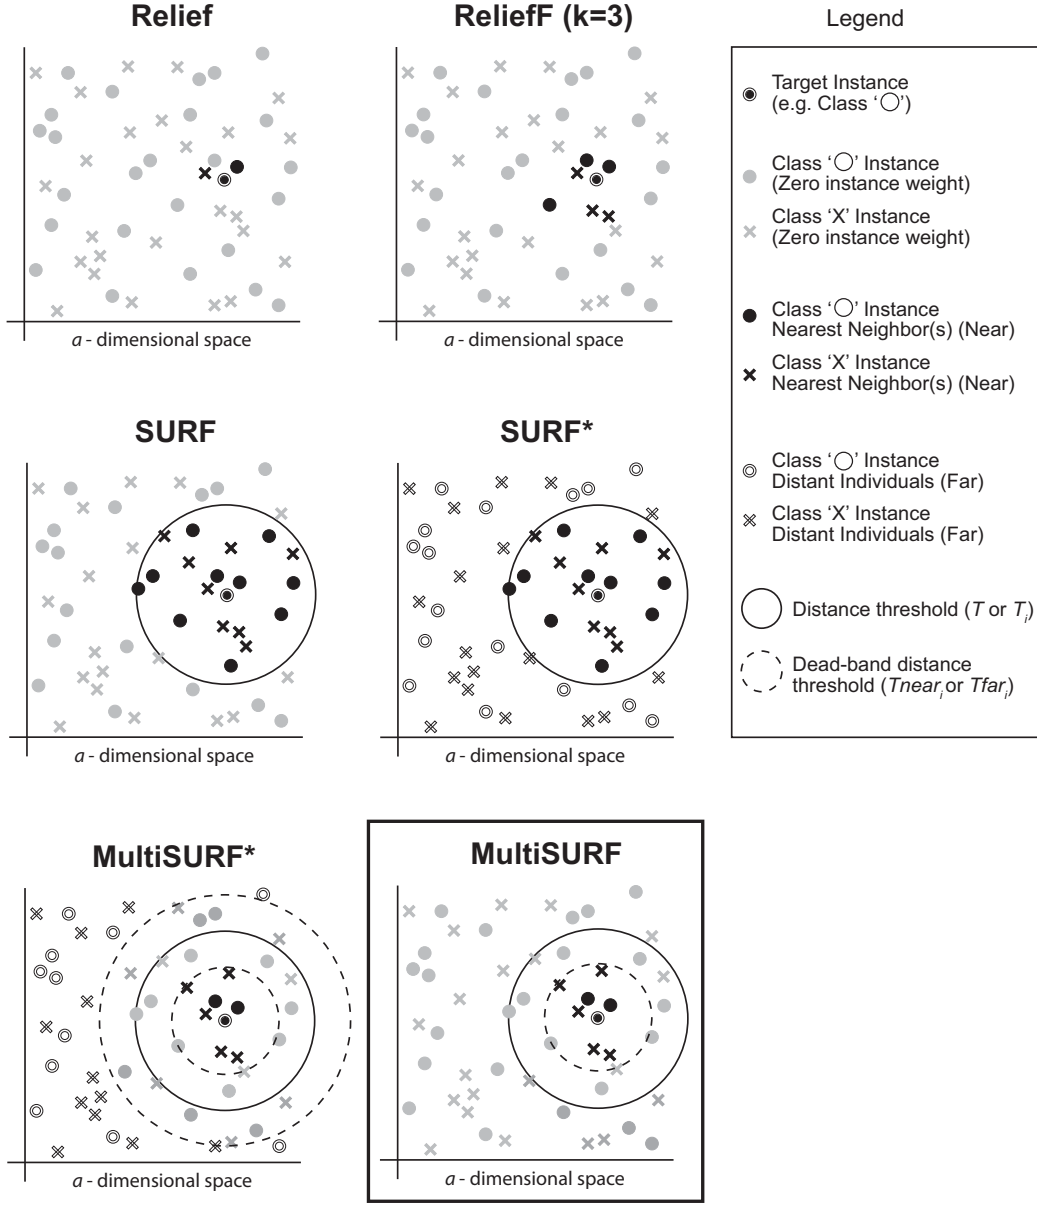 Relief
ReliefF (k=3)
Legend
Target Instance
(e.g. Class ‘○’)
Class ‘○’ Instance
(Zero instance weight)
Class ‘X’ Instance
(Zero instance weight)
Class ‘○’ Instance
Nearest Neighbor(s) (Near)
Class ‘X’ Instance
Nearest Neighbor(s) (Near)
Class ‘○’ Instance
Distant Individuals (Far)
Class ‘X’ Instance
Distant Individuals (Far)
Distance threshold (T or Ti)
Dead-band distance
threshold (Tneari or Tfari)
a - dimensional space
a - dimensional space
SURF
SURF*
a - dimensional space
a - dimensional space
MultiSURF*
MultiSURF
a - dimensional space
a - dimensional space